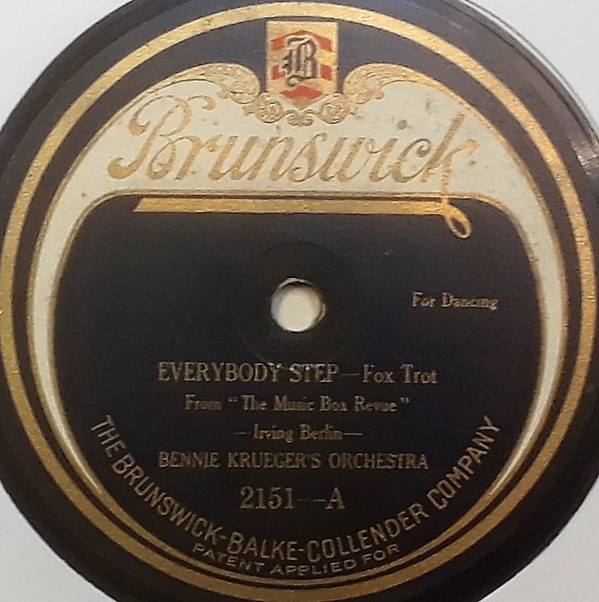 B
Brunswick
For Dancing
EVERYBODY STEP—Fox Trot
From "The Music Box Revue"
—Irving Berlin—
BENNIE KRUEGER'S ORCHESTRA
2151—A
THE BRUNSWICK-BALKE-COLLENDER COMPANY
PATENT APPLIED FOR